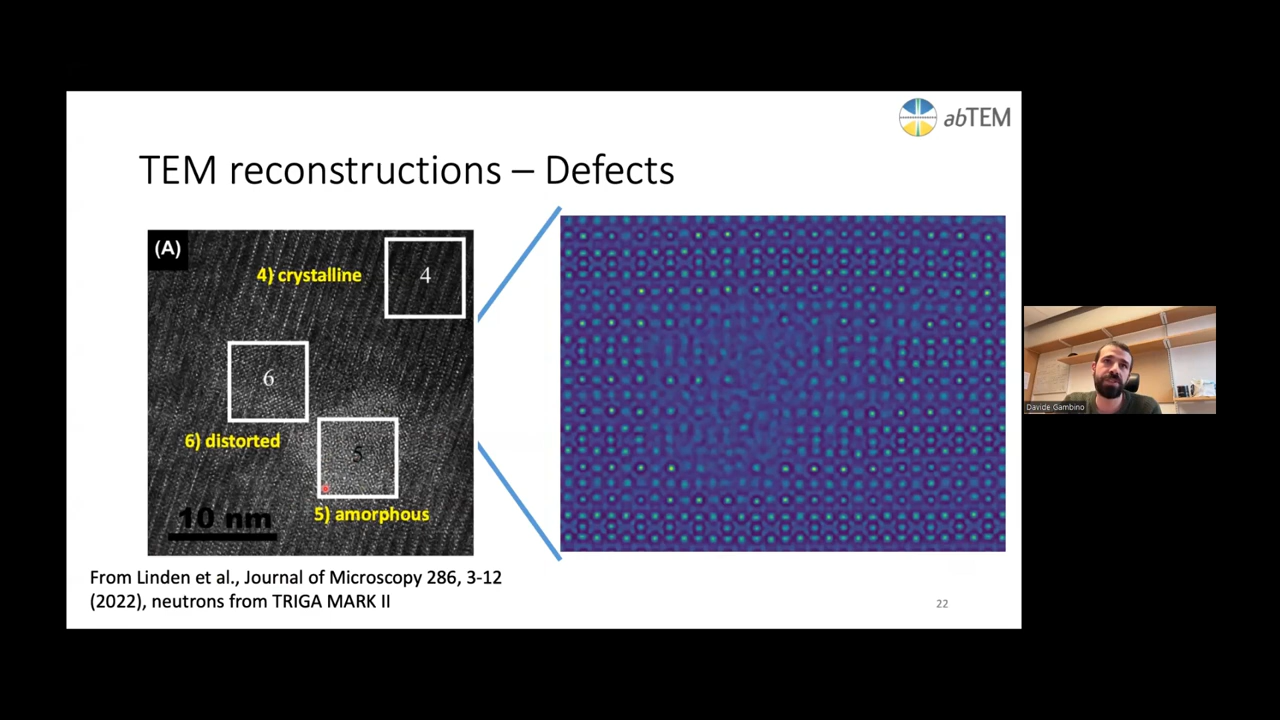 abTEM
TEM reconstructions – Defects
(A)
4) crystalline
4
6
6) distorted
5
5) amorphous
10 nm
From Linden et al., Journal of Microscopy 286, 3-12
(2022), neutrons from TRIGA MARK II
22
Davide Gambino